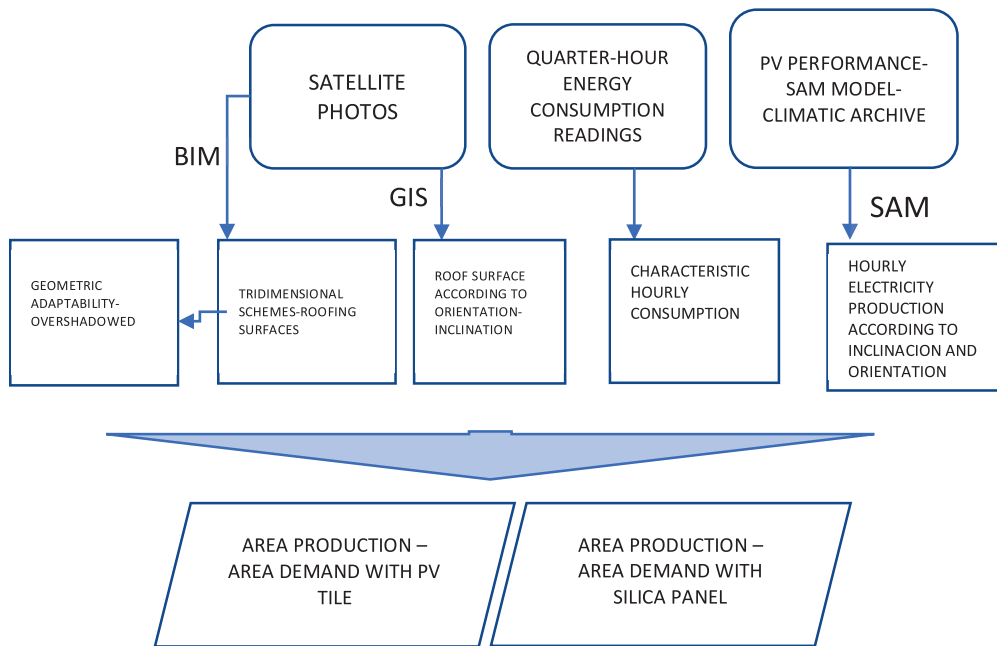 SATELLITE
PHOTOS
QUARTER-HOUR
ENERGY
CONSUMPTION
READINGS
PV PERFORMANCE-
SAM MODEL-
CLIMATIC ARCHIVE
BIM
GIS
SAM
GEOMETRIC
ADAPTABILITY-
OVERSHADOWED
TRIDIMENSIONAL
SCHEMES-ROOFING
SURFACES
ROOF SURFACE
ACCORDING TO
ORIENTATION-
INCLINATION
CHARACTERISTIC
HOURLY
CONSUMPTION
HOURLY
ELECTRICITY
PRODUCTION
ACCORDING TO
INCLINACION AND
ORIENTATION
AREA PRODUCTION –
AREA DEMAND WITH PV
TILE
AREA PRODUCTION –
AREA DEMAND WITH
SILICA PANEL